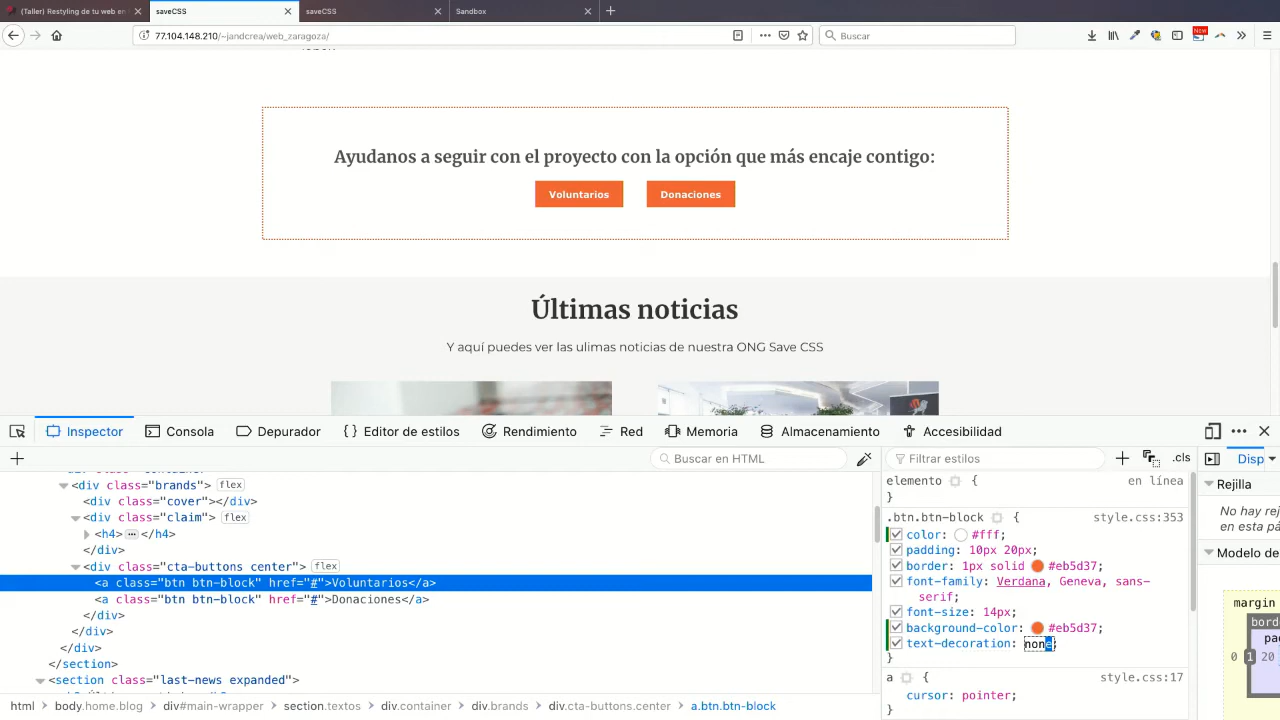 (Taller) Restyling de tu web en
saveCSS
saveCSS
Sandbox
77.104.148.210/~jandcrea/web_zaragoza/
Buscar
New
Ayudanos a seguir con el proyecto con la opción que más encaje contigo:
Voluntarios
Donaciones
Últimas noticias
Y aquí puedes ver las ulimas noticias de nuestra ONG Save CSS
Inspector
Consola
Depurador
{ } Editor de estilos
Rendimiento
Red
Memoria
Almacenamiento
Accesibilidad
Buscar en HTML
<div class="brands"> flex
<div class="cover"></div>
<div class="claim"> flex
<h4> ••• </h4>
</div>
<div class="cta-buttons center"> flex
<a class="btn btn-block" href="#">Voluntarios</a>
<a class="btn btn-block" href="#">Donaciones</a>
</div>
</div>
</div>
</section>
<section class="last-news expanded">
html
body.home.blog
div#main-wrapper
section.textos
div.container
div.brands
div.cta-buttons.center
a.btn.btn-block
Filtrar estilos
+
.cls
elemento {
en línea
}
.btn.btn-block {
style.css:353
color: #fff;
padding: 10px 20px;
border: 1px solid #eb5d37;
font-family: Verdana, Geneva, sans-
serif;
font-size: 14px;
background-color: #eb5d37;
text-decoration: none;
}
a {
style.css:17
cursor: pointer;
}
Disp
Rejilla
No hay rej
en esta pá
Modelo de
margin
bord
pa
0 1 20